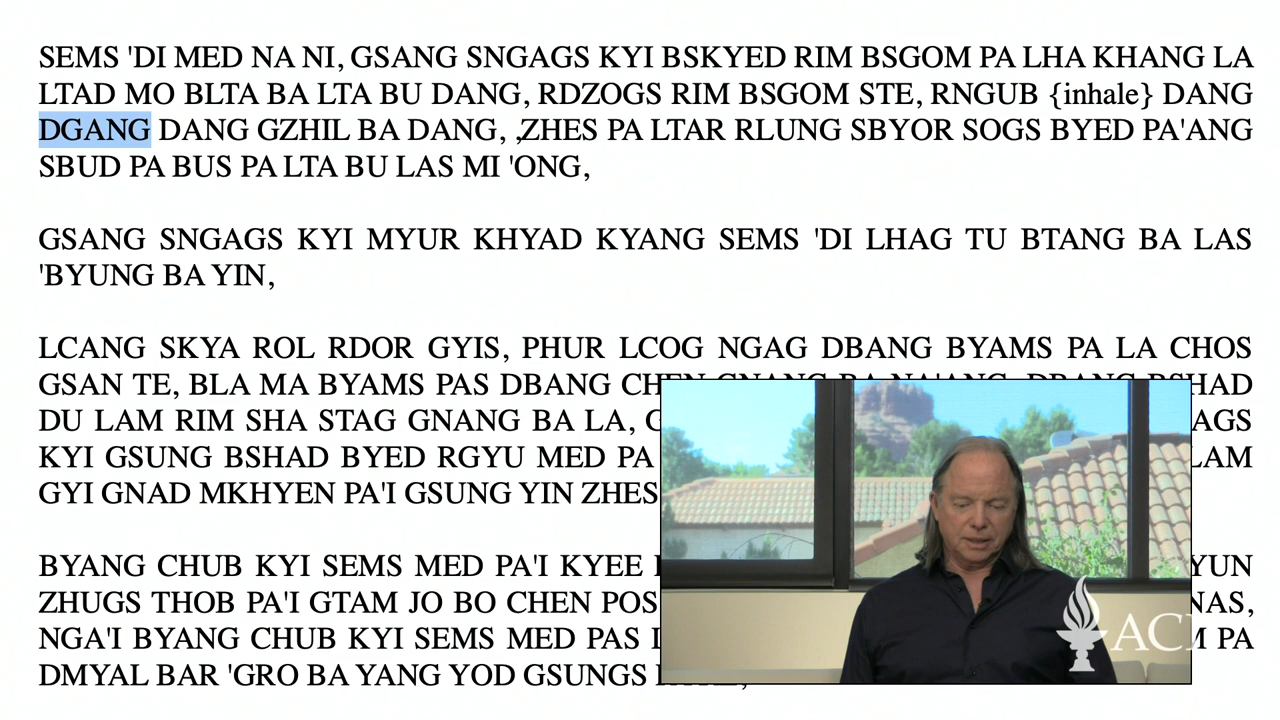 SEMS 'DI MED NA NI, GSANG SNGAGS KYI BSKYED RIM BSGOM PA LHA KHANG LA
LTAD MO BLTA BA LTA BU DANG, RDZOGS RIM BSGOM STE, RNGUB {inhale} DANG
DGANG DANG GZHIL BA DANG, ,ZHES PA LTAR RLUNG SBYOR SOGS BYED PA'ANG
SBUD PA BUS PA LTA BU LAS MI 'ONG,
GSANG SNGAGS KYI MYUR KHYAD KYANG SEMS 'DI LHAG TU BTANG BA LAS
'BYUNG BA YIN,
LCANG SKYA ROL RDOR GYIS, PHUR LCOG NGAG DBANG BYAMS PA LA CHOS
GSAN TE, BLA MA BYAMS PAS DBANG CHEN GNANG BA NA'ANG, DBANG BSHAD
DU LAM RIM SHA STAG GNANG BA LA, AGS
KYI GSUNG BSHAD BYED RGYU MED PA LAM
GYI GNAD MKHYEN PA'I GSUNG YIN ZHES
BYANG CHUB KYI SEMS MED PA'I KYEE YUN
ZHUGS THOB PA'I GTAM JO BO CHEN POS NAS,
NGA'I BYANG CHUB KYI SEMS MED PAS PA
DMYAL BAR 'GRO BA YANG YOD GSUNGS